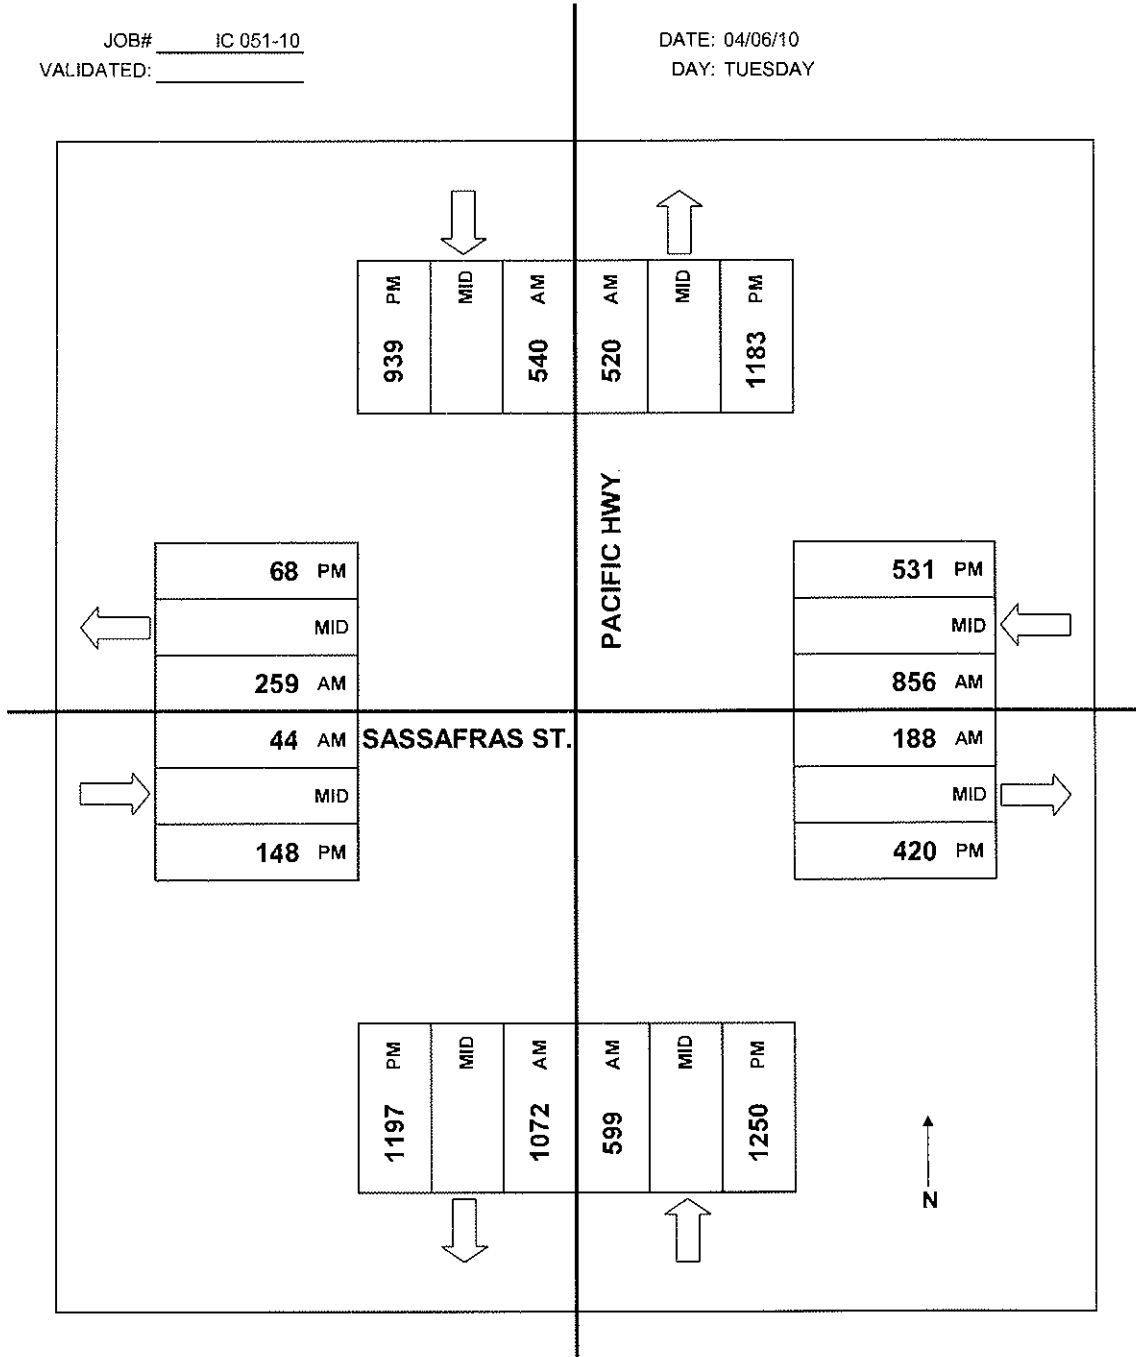 JOB# IC 051-10
VALIDATED:
DATE: 04/06/10
DAY: TUESDAY
939 PM
MID
540 AM
520 AM
MID
1183 PM
PACIFIC HWY.
68 PM
MID
259 AM
44 AM
MID
148 PM
SASSAFRAS ST.
531 PM
MID
856 AM
188 AM
MID
420 PM
1197 PM
MID
1072 AM
599 AM
MID
1250 PM
N